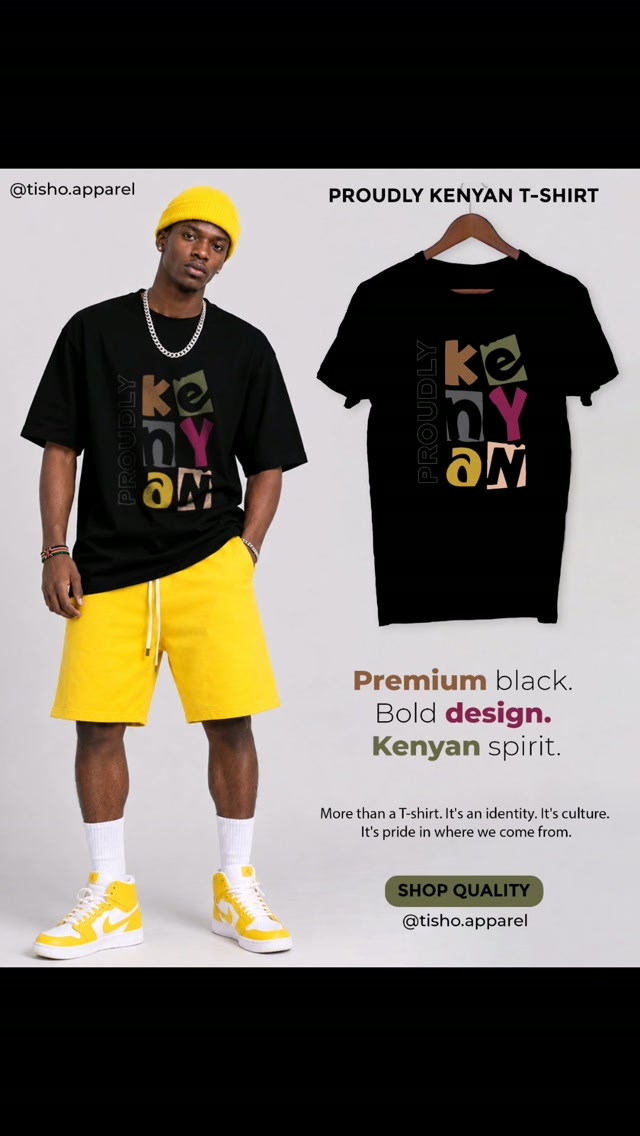 @tisho.apparel
PROUDLY KENYAN T-SHIRT
PROUDLY
ke
ny
aN
PROUDLY
ke
ny
aN
Premium black.
Bold design.
Kenyan spirit.
More than a T-shirt. It's an identity. It's culture.
It's pride in where we come from.
SHOP QUALITY
@tisho.apparel